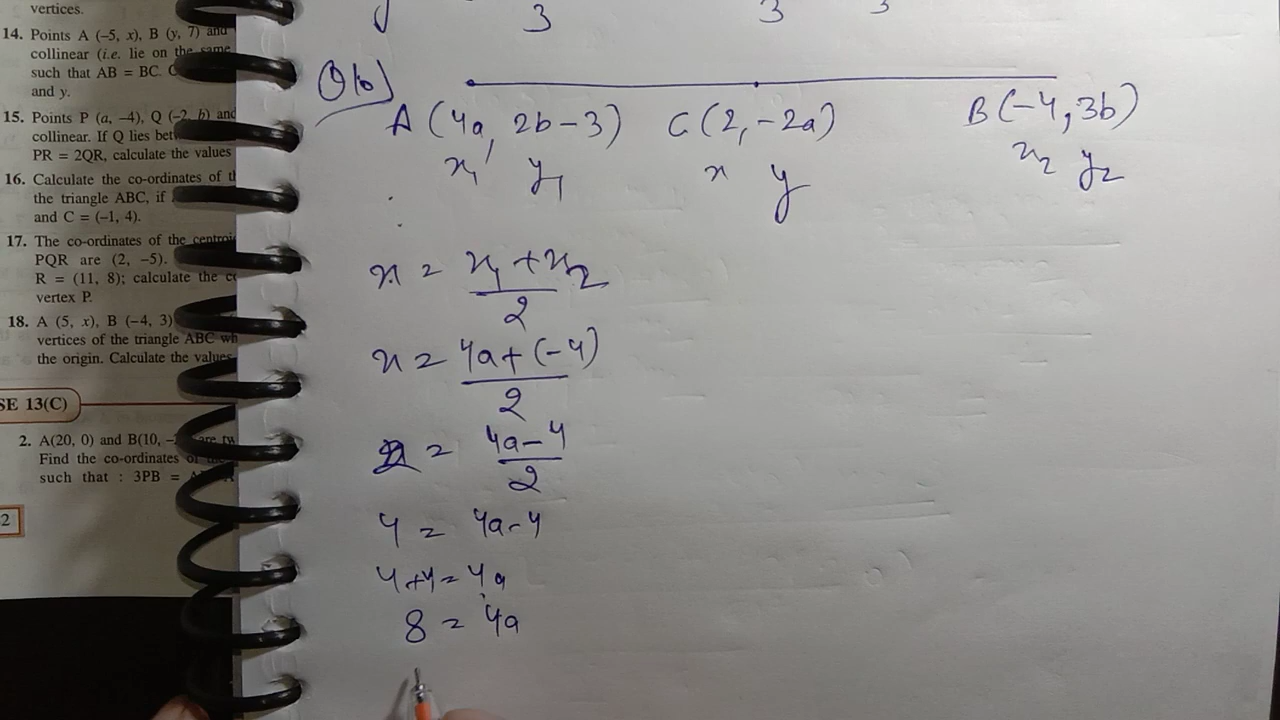 vertices.
14. Points A (–5, x), B (y, 7) and
collinear (i.e. lie on the same
such that AB = BC. C
and y.
15. Points P (a, –4), Q (–2, b) and
collinear. If Q lies bet
PR = 2QR, calculate the values
16. Calculate the co-ordinates of
the triangle ABC, if
and C = (–1, 4).
17. The co-ordinates of the centroi
PQR are (2, –5).
R = (11, 8); calculate the c
vertex P.
18. A (5, x), B (–4, 3)
vertices of the triangle ABC wh
the origin. Calculate the values
SE 13(C)
2. A(20, 0) and B(10, –
Find the co-ordinates
such that : 3PB =
2
3 3 3
A (4a, 2b-3) C (2, -2a) B (-4, 3b)
x₁ y₁ x y x₂ y₂
x = x₁ + x₂ / 2
x = 4a + (-4) / 2
2 = 4a - 4 / 2
4 = 4a - 4
4 + 4 = 4a
8 = 4a